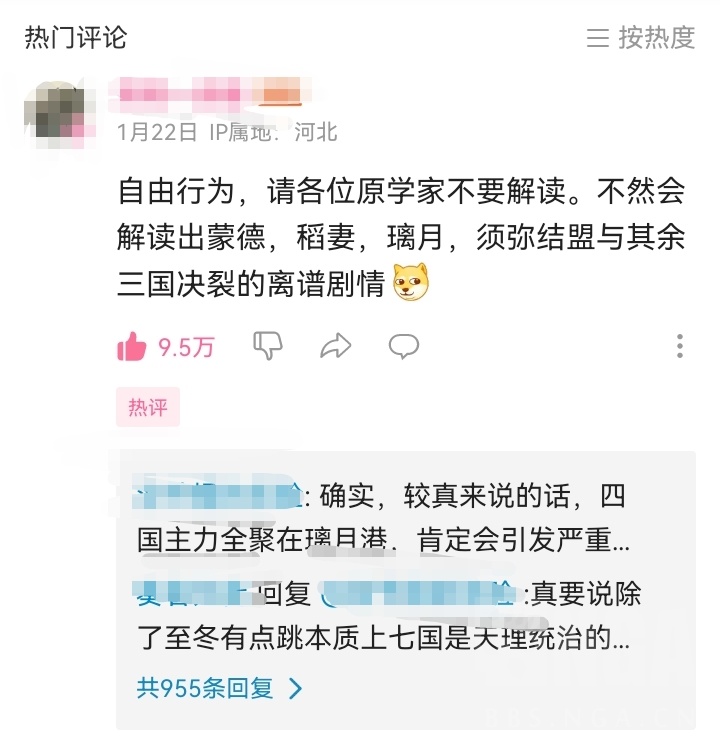 热门评论
按热度
1月22日 IP属地：河北
自由行为，请各位原学家不要解读。不然会
解读出蒙德，稻妻，璃月，须弥结盟与其余
三国决裂的离谱剧情
9.5万
热评
: 确实，较真来说的话，四
国主力全聚在璃月港，肯定会引发严重...
回复 :真要说除
了至冬有点跳本质上七国是天理统治的...
共955条回复